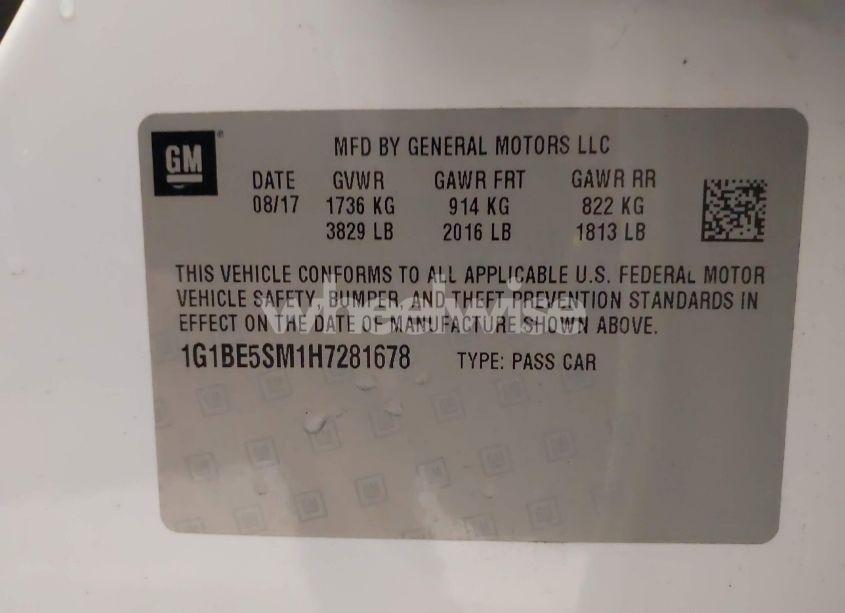 GM
MFD BY GENERAL MOTORS LLC
DATE GVWR GAWR FRT GAWR RR
08/17 1736 KG 914 KG 822 KG
3829 LB 2016 LB 1813 LB
THIS VEHICLE CONFORMS TO ALL APPLICABLE U.S. FEDERAL MOTOR
VEHICLE SAFETY, BUMPER, AND THEFT PREVENTION STANDARDS IN
wheelwise
EFFECT ON THE DATE OF MANUFACTURE SHOWN ABOVE.
1G1BE5SM1H7281678 TYPE: PASS CAR